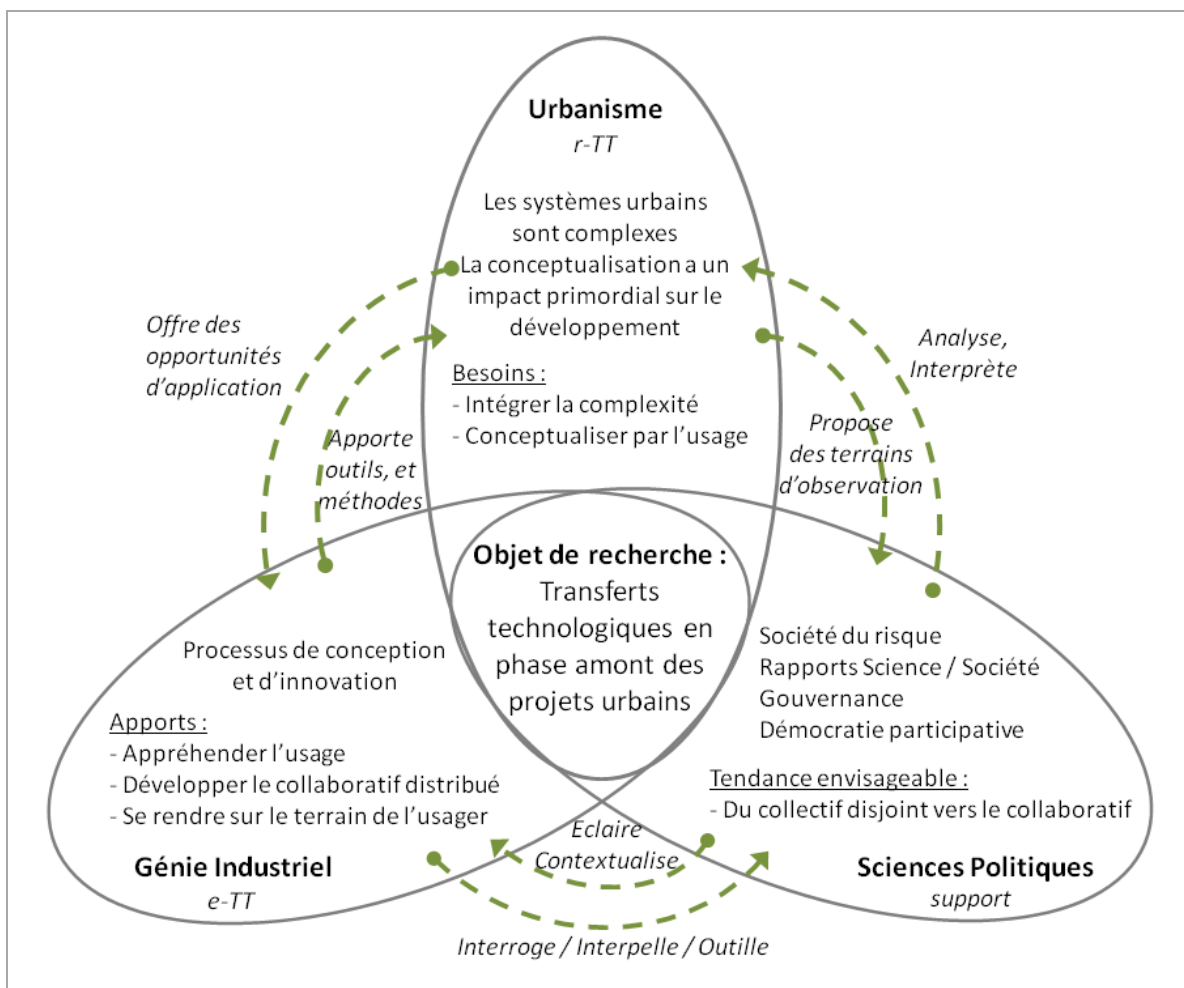 Urbanisme
r-TT
Les systèmes urbains
sont complexes
La conceptualisation a un
impact primordial sur le
développement
Besoins :
- Intégrer la complexité
- Conceptualiser par l'usage
Offre des
opportunités
d'application
Apporte
outils, et
méthodes
Analyse,
Interprète
Propose
des terrains
d'observation
Objet de recherche :
Transferts
technologiques en
phase amont des
projets urbains
Processus de conception
et d'innovation
Apports :
- Appréhender l'usage
- Développer le collaboratif distribué
- Se rendre sur le terrain de l'usager
Génie Industriel
e-TT
Société du risque
Rapports Science / Société
Gouvernance
Démocratie participative
Tendance envisageable :
- Du collectif disjoint vers le collaboratif
Sciences Politiques
support
Eclaire
Contextualise
Interroge / Interpelle / Outille